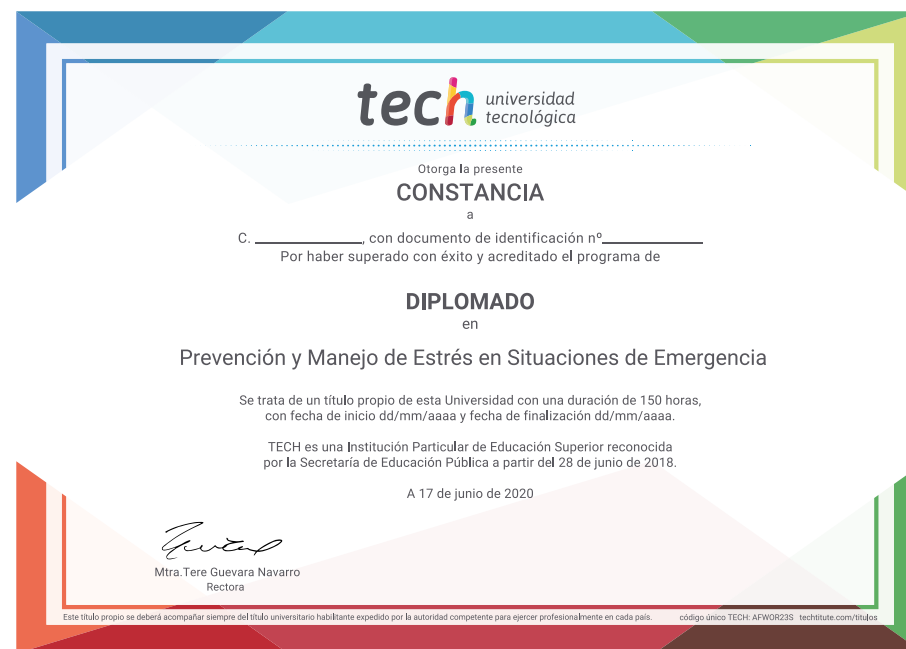 tech universidad
tecnológica
Otorga la presente
CONSTANCIA
a
C. ____________, con documento de identificación nº____________
Por haber superado con éxito y acreditado el programa de
DIPLOMADO
en
Prevención y Manejo de Estrés en Situaciones de Emergencia
Se trata de un título propio de esta Universidad con una duración de 150 horas,
con fecha de inicio dd/mm/aaaa y fecha de finalización dd/mm/aaaa.
TECH es una Institución Particular de Educación Superior reconocida
por la Secretaría de Educación Pública a partir del 28 de junio de 2018.
A 17 de junio de 2020
Mtra.Tere Guevara Navarro
Rectora
Este título propio se deberá acompañar siempre del título universitario habilitante expedido por la autoridad competente para ejercer profesionalmente en cada país. código único TECH: AFWOR23S techtitute.com/titulos